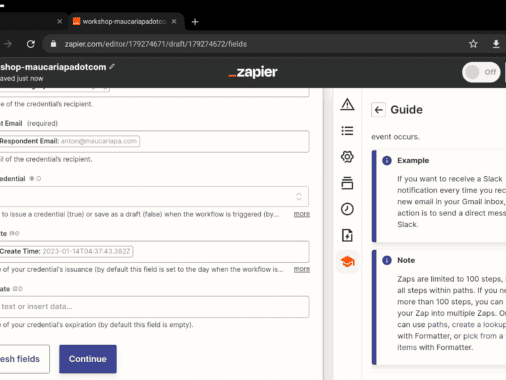 workshop-maucariapadotcom
zapier.com/editor/179274671/draft/179274672/fields
shop-maucariapadotcom
aved just now
zapier
Off
e of the credential's recipient.
t Email (required)
Respondent Email: anton@maucariapa.com
il of the credential's recipient.
edential
to issue a credential (true) or save as a draft (false) when the workflow is triggered (by... more
te
Create Time: 2023-01-14T04:37:43.382Z
e of your credential's issuance (by default this field is set to the day when the workflow is... more
ate
text or insert data...
e of your credential's expiration (by default this field is empty).
esh fields
Continue
Guide
event occurs.
Example
If you want to receive a Slack
notification every time you rec
new email in your Gmail inbox,
action is to send a direct mess
Slack.
Note
Zaps are limited to 100 steps, i
all steps within paths. If you ne
more than 100 steps, you can
your Zap into multiple Zaps. Or
can use paths, create a lookup
with Formatter, or pick from a
items with Formatter.